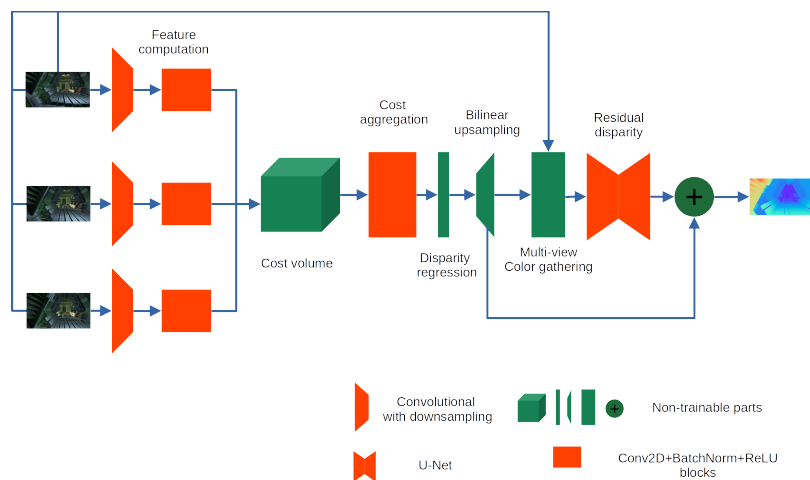 Feature
computation
Cost
aggregation
Bilinear
upsampling
Residual
disparity
+
Cost volume
Disparity
regression
Multi-view
Color gathering
Convolutional
with downsampling
+
Non-trainable parts
U-Net
Conv2D+BatchNorm+ReLU
blocks